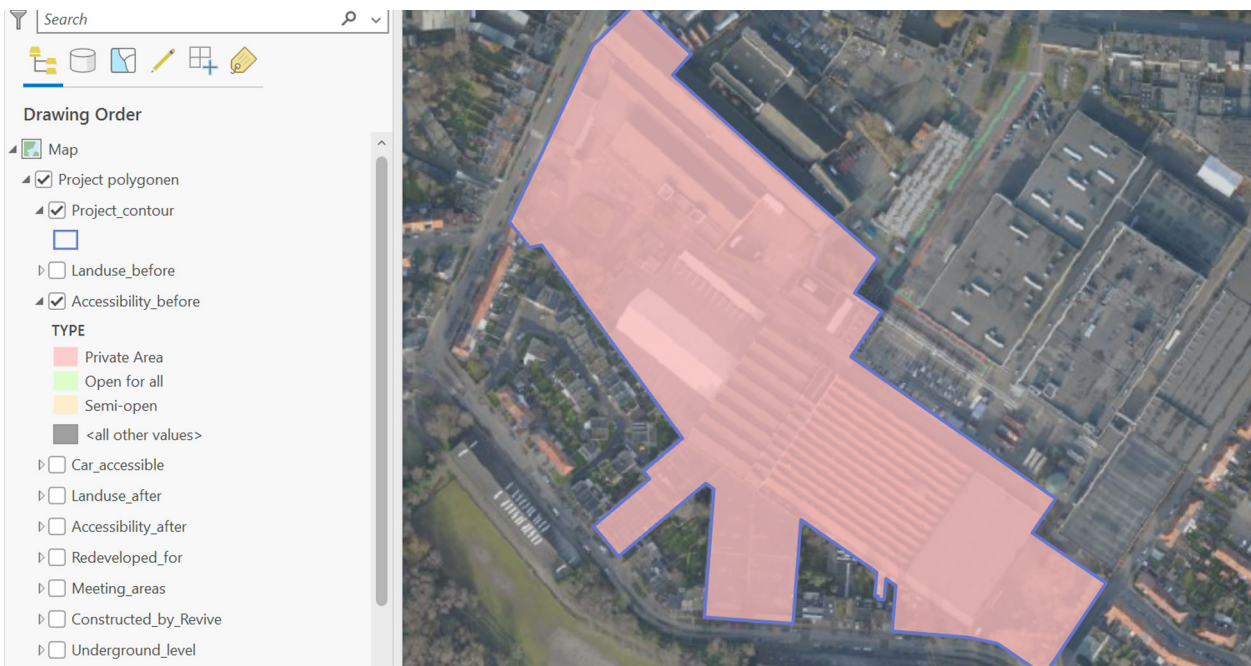 Search
Drawing Order
Map
Project polygonen
Project_contour
Landuse_before
Accessibility_before
TYPE
Private Area
Open for all
Semi-open
<all other values>
Car_accessible
Landuse_after
Accessibility_after
Redeveloped_for
Meeting_areas
Constructed_by_Revive
Underground_level